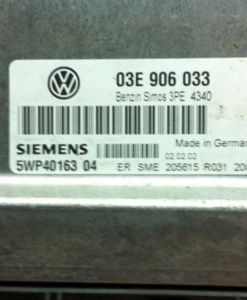 03E 906 033
Benzin Simos 3PE 4340
Made in German
SIEMENS
02.02.02
5WP40163 04
ER SME 205615 R031 200